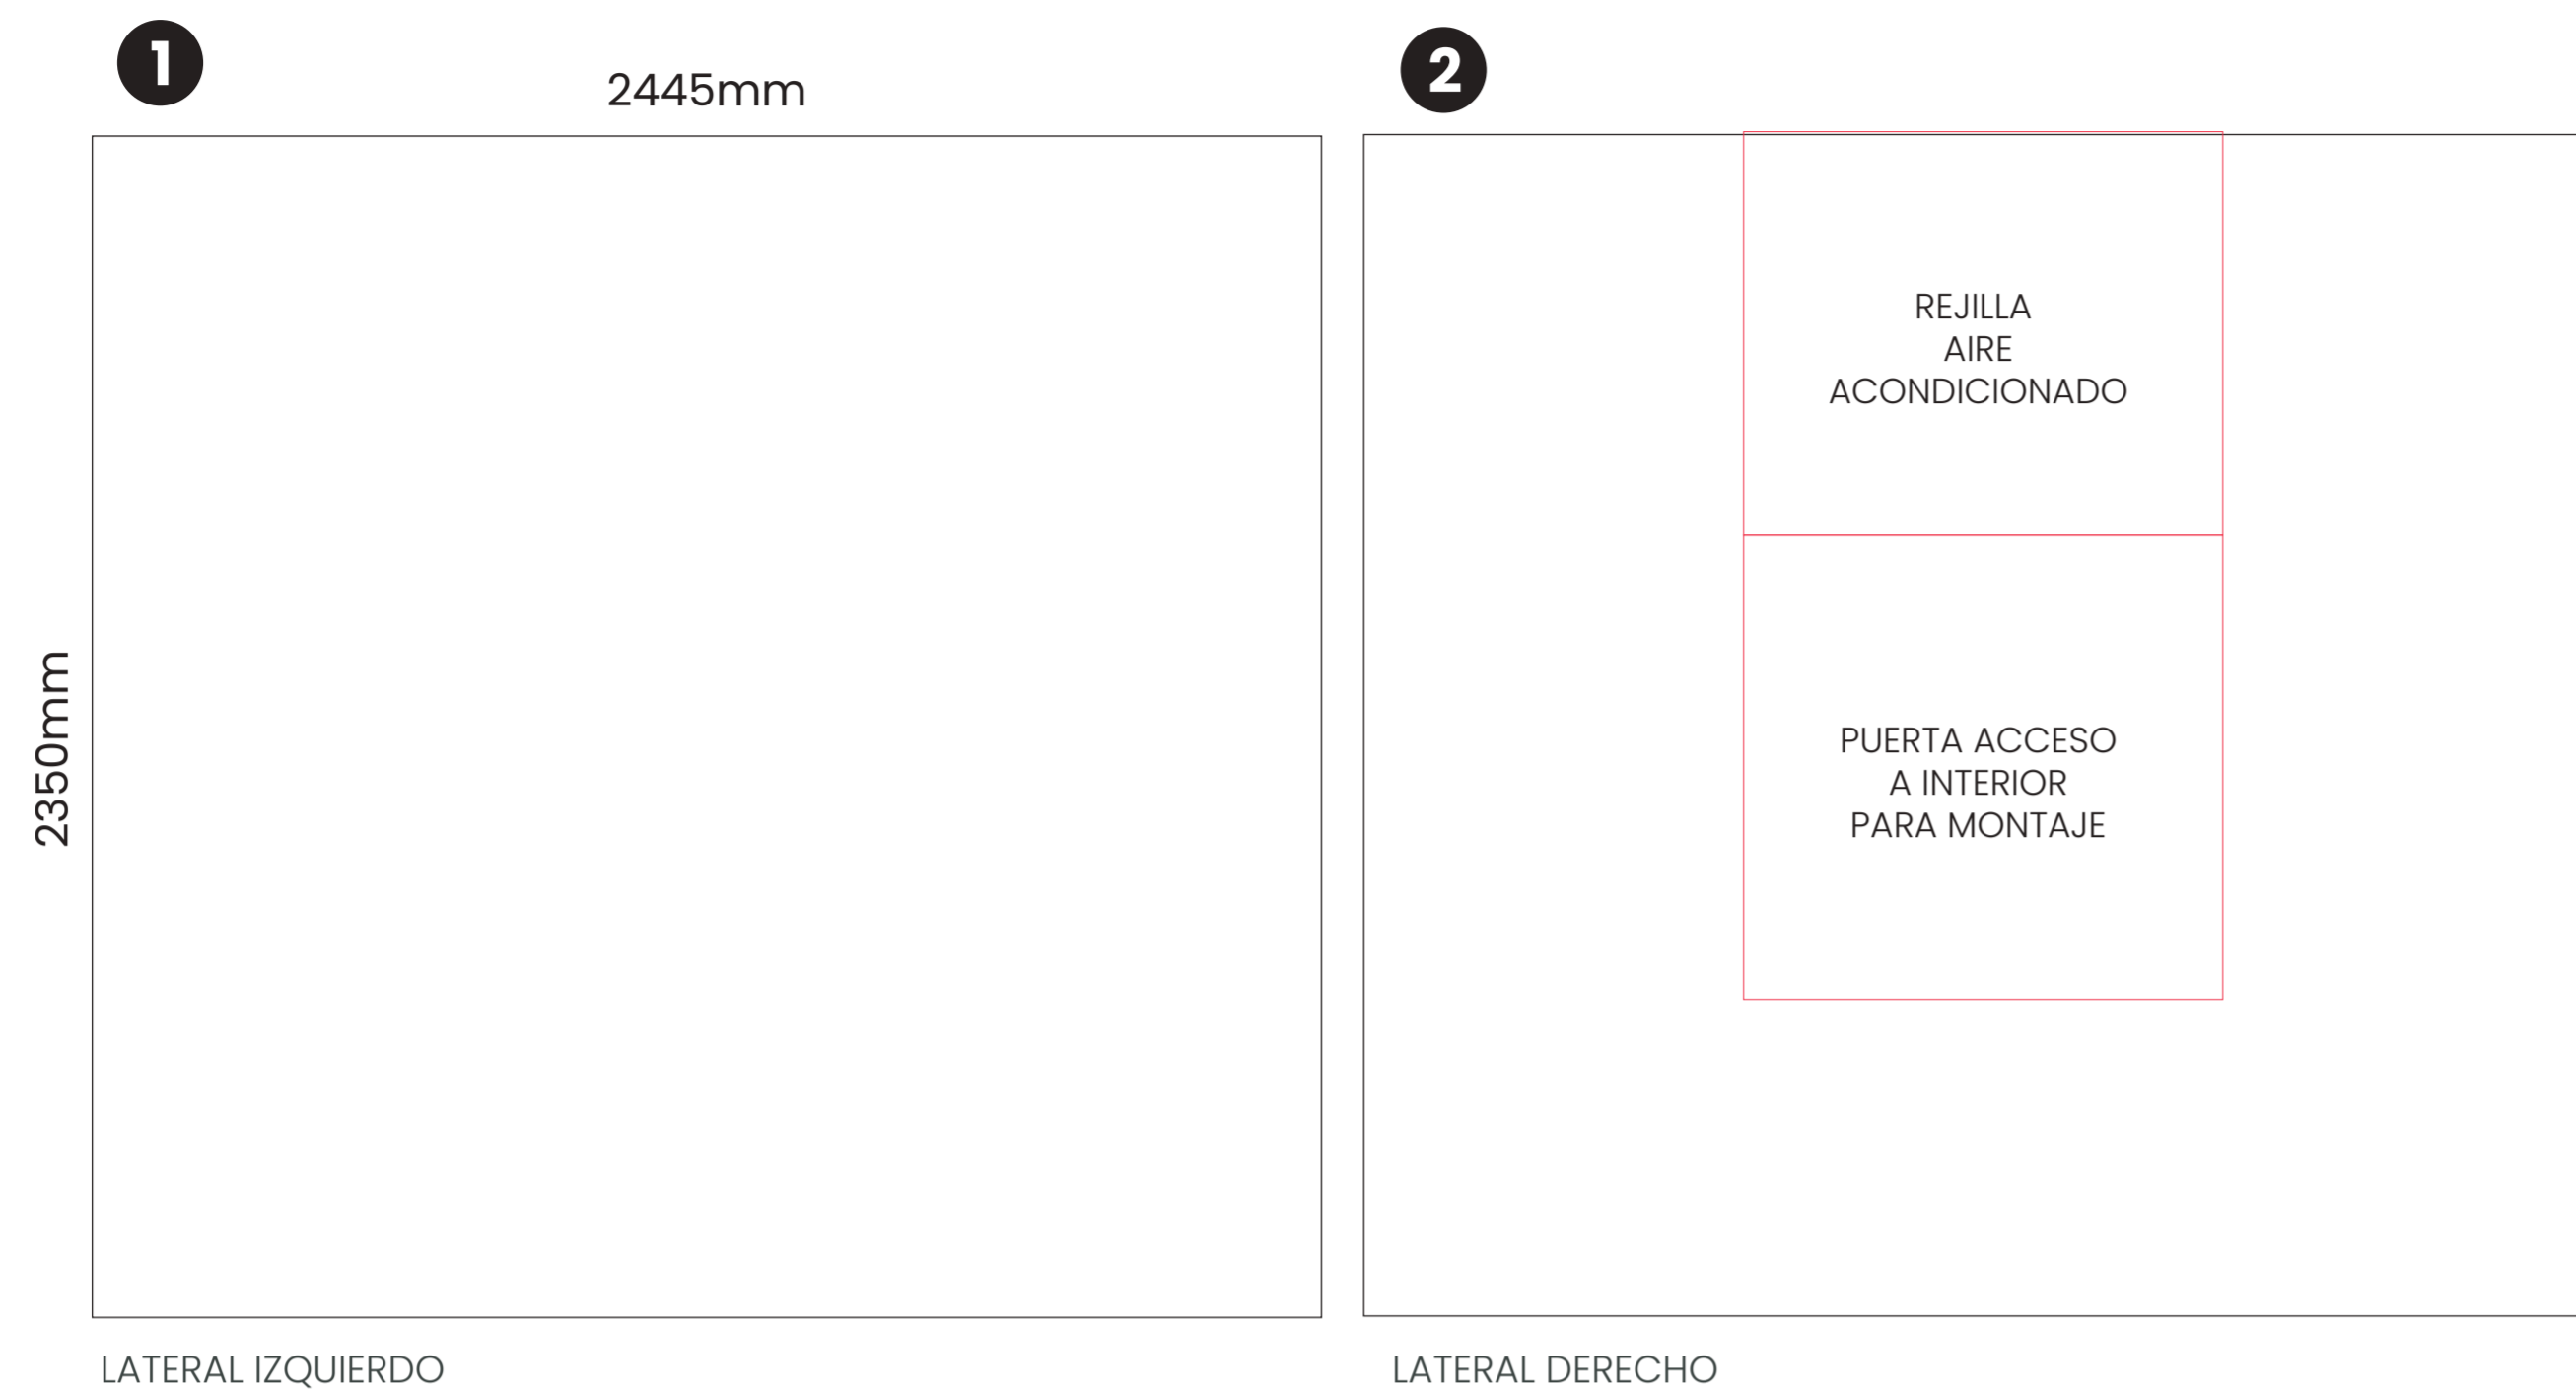 1
2445mm
2350mm
LATERAL IZQUIERDO
2
REJILLA
AIRE
ACONDICIONADO
PUERTA ACCESO
A INTERIOR
PARA MONTAJE
LATERAL DERECHO